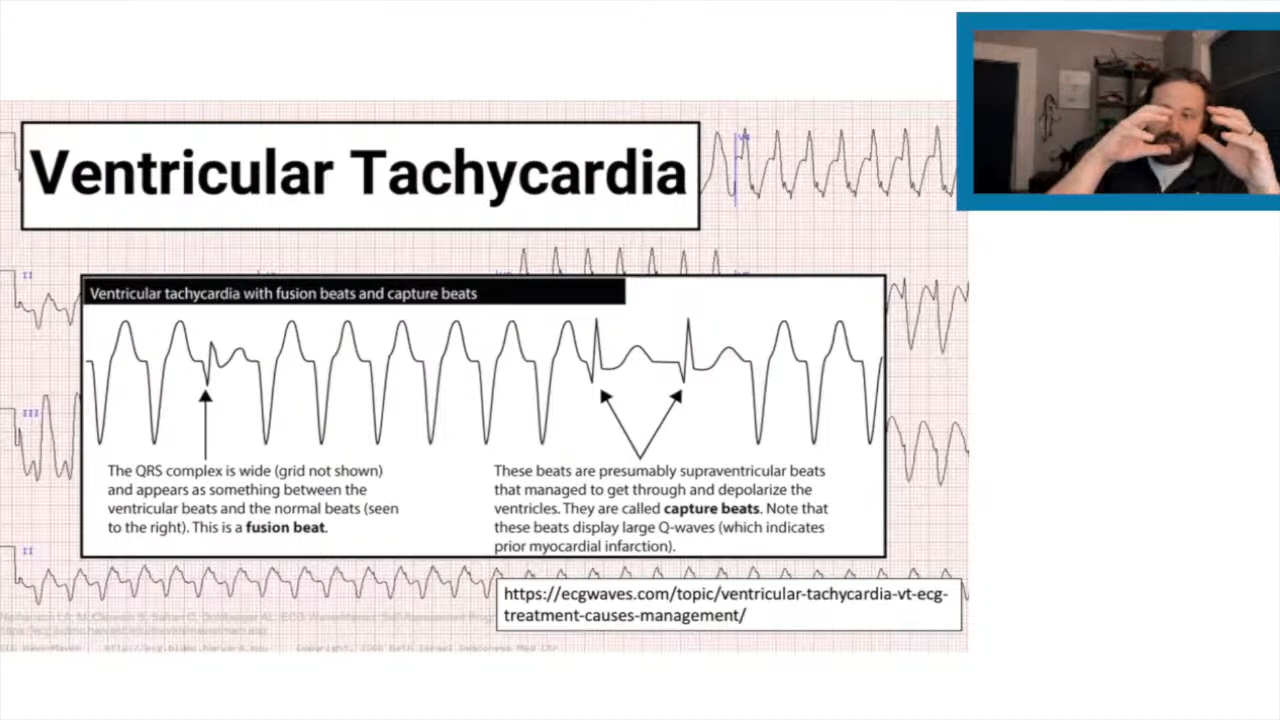 Ventricular Tachycardia
II
Ventricular tachycardia with fusion beats and capture beats
III
The QRS complex is wide (grid not shown)
and appears as something between the
ventricular beats and the normal beats (seen
to the right). This is a fusion beat.
These beats are presumably supraventricular beats
that managed to get through and depolarize the
ventricles. They are called capture beats. Note that
these beats display large Q-waves (which indicates
prior myocardial infarction).
II
https://ecgwaves.com/topic/ventricular-tachycardia-vt-ecg-
treatment-causes-management/